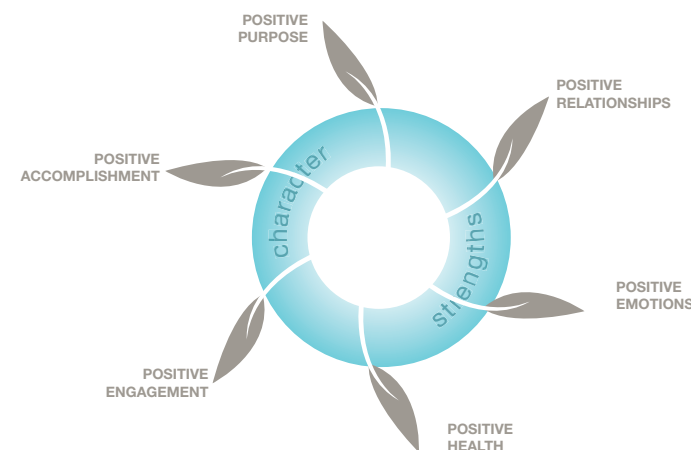 POSITIVE
PURPOSE
POSITIVE
RELATIONSHIPS
POSITIVE
ACCOMPLISHMENT
character
strengths
POSITIVE
EMOTIONS
POSITIVE
ENGAGEMENT
POSITIVE
HEALTH